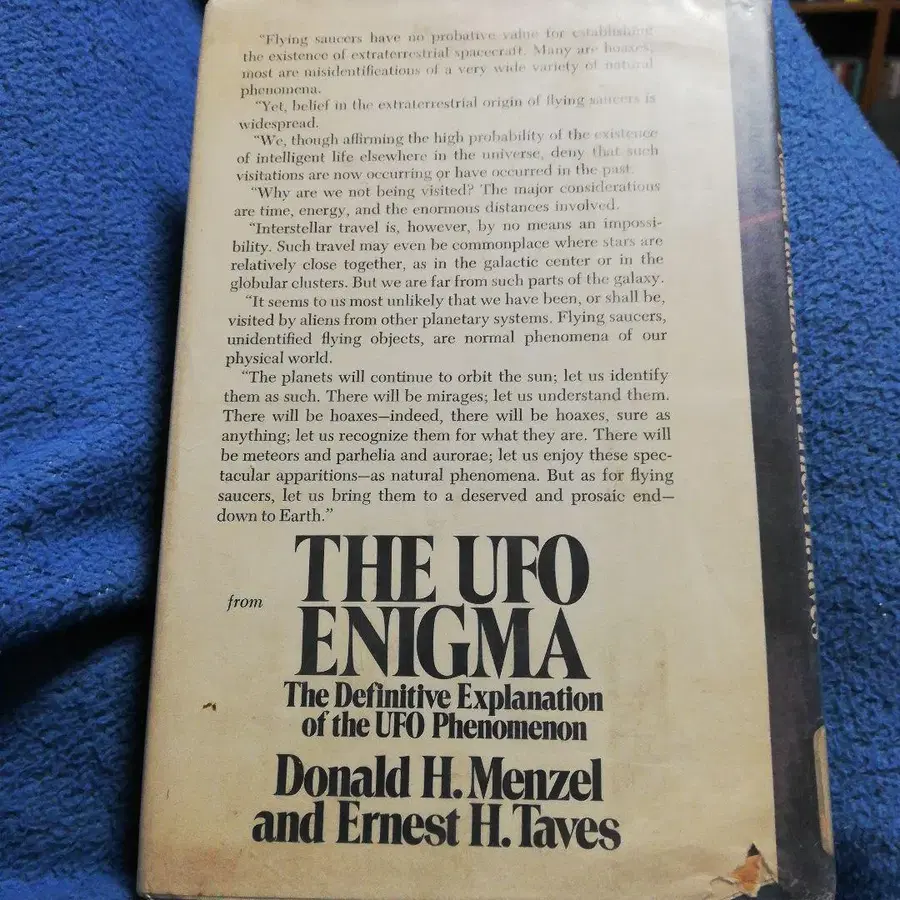 "Flying saucers have no probative value for establishing
the existence of extraterrestrial spacecraft. Many are hoaxes;
most are misidentifications of a very wide variety of natural
phenomena.
"Yet, belief in the extraterrestrial origin of flying saucers is
widespread.
"We, though affirming the high probability of the existence
of intelligent life elsewhere in the universe, deny that such
visitations are now occurring or have occurred in the past.
"Why are we not being visited? The major considerations
are time, energy, and the enormous distances involved.
"Interstellar travel is, however, by no means an impossi-
bility. Such travel may even be commonplace where stars are
relatively close together, as in the galactic center or in the
globular clusters. But we are far from such parts of the galaxy.
"It seems to us most unlikely that we have been, or shall be,
visited by aliens from other planetary systems. Flying saucers,
unidentified flying objects, are normal phenomena of our
physical world.
"The planets will continue to orbit the sun; let us identify
them as such. There will be mirages; let us understand them.
There will be hoaxes—indeed, there will be hoaxes, sure as
anything; let us recognize them for what they are. There will
be meteors and parhelia and aurorae; let us enjoy these spec-
tacular apparitions—as natural phenomena. But as for flying
saucers, let us bring them to a deserved and prosaic end—
down to Earth."
from THE UFO
ENIGMA
The Definitive Explanation
of the UFO Phenomenon
Donald H. Menzel
and Ernest H. Taves
Donald H. Menzel and Ernest H. Taves